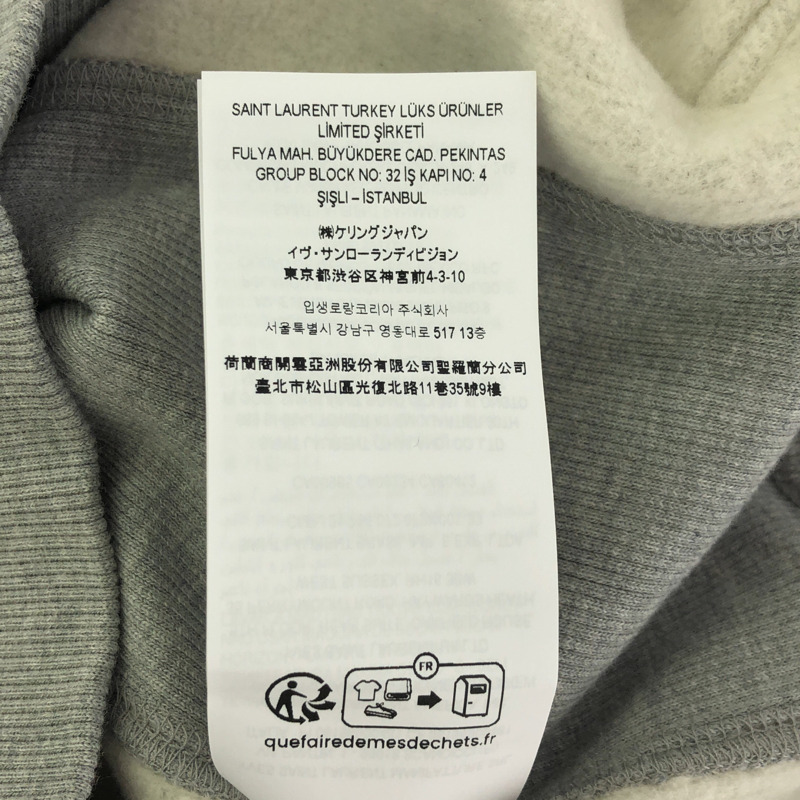 SAINT LAURENT TURKEY LÜKS ÜRÜNLER
LİMİTED ŞİRKETİ
FULYA MAH. BÜYÜKDERE CAD. PEKINTAS
GROUP BLOCK NO: 32 İŞ KAPI NO: 4
ŞIŞLI – İSTANBUL
㈱ケリングジャパン
イヴ・サンローランディビジョン
東京都渋谷区神宮前4-3-10
입생로랑코리아 주식회사
서울특별시 강남구 영동대로 517 13층
荷蘭商開雲亞洲股份有限公司聖羅蘭分公司
臺北市松山區光復北路11巷35號9樓
FR
quefairedemesdechets.fr